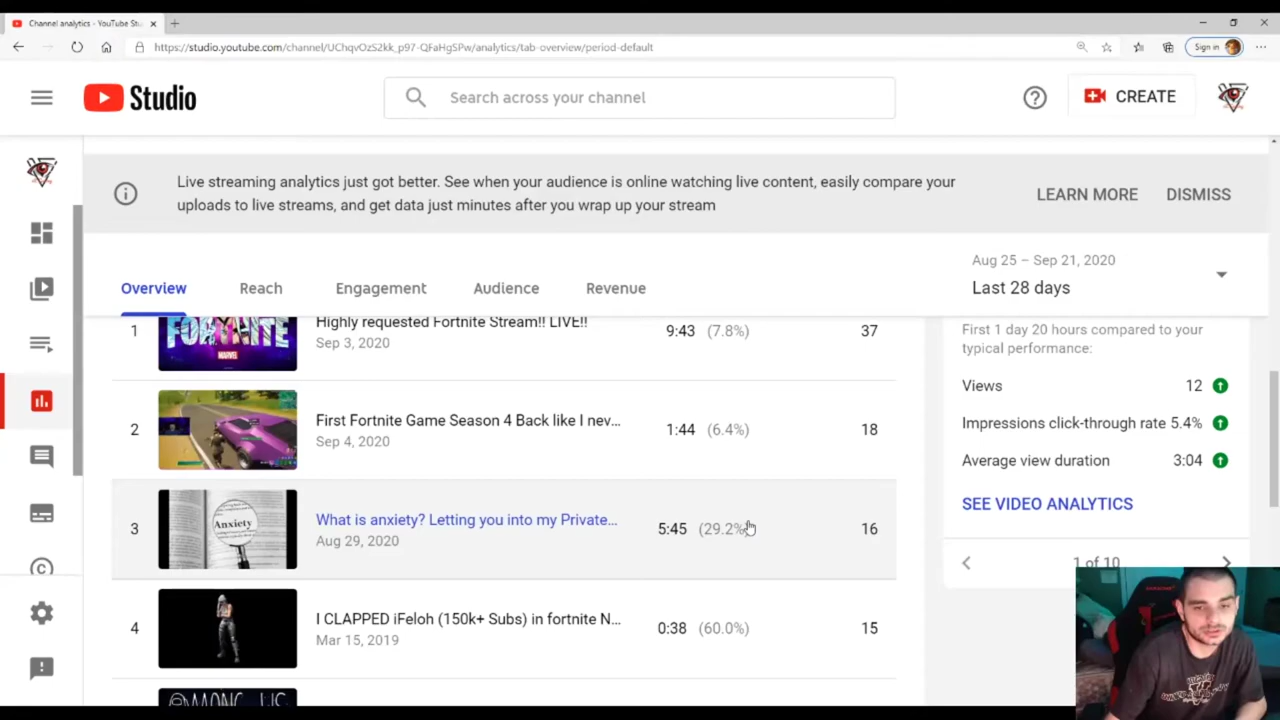 Channel analytics - YouTube Stu
https://studio.youtube.com/channel/UChqvOzS2kk_p97-QFaHgSPw/analytics/tab-overview/period-default
Sign in
Studio
Search across your channel
CREATE
Live streaming analytics just got better. See when your audience is online watching live content, easily compare your
uploads to live streams, and get data just minutes after you wrap up your stream
LEARN MORE
DISMISS
Overview
Reach
Engagement
Audience
Revenue
Aug 25 – Sep 21, 2020
Last 28 days
1
FORTNITE
MARVEL
Highly requested Fortnite Stream!! LIVE!!
Sep 3, 2020
9:43 (7.8%)
37
2
First Fortnite Game Season 4 Back like I nev...
Sep 4, 2020
1:44 (6.4%)
18
3
Anxiety
What is anxiety? Letting you into my Private...
Aug 29, 2020
5:45 (29.2%)
16
4
I CLAPPED iFeloh (150k+ Subs) in fortnite N...
Mar 15, 2019
0:38 (60.0%)
15
AMONG US
First 1 day 20 hours compared to your
typical performance:
Views 12
Impressions click-through rate 5.4%
Average view duration 3:04
SEE VIDEO ANALYTICS
1 of 10